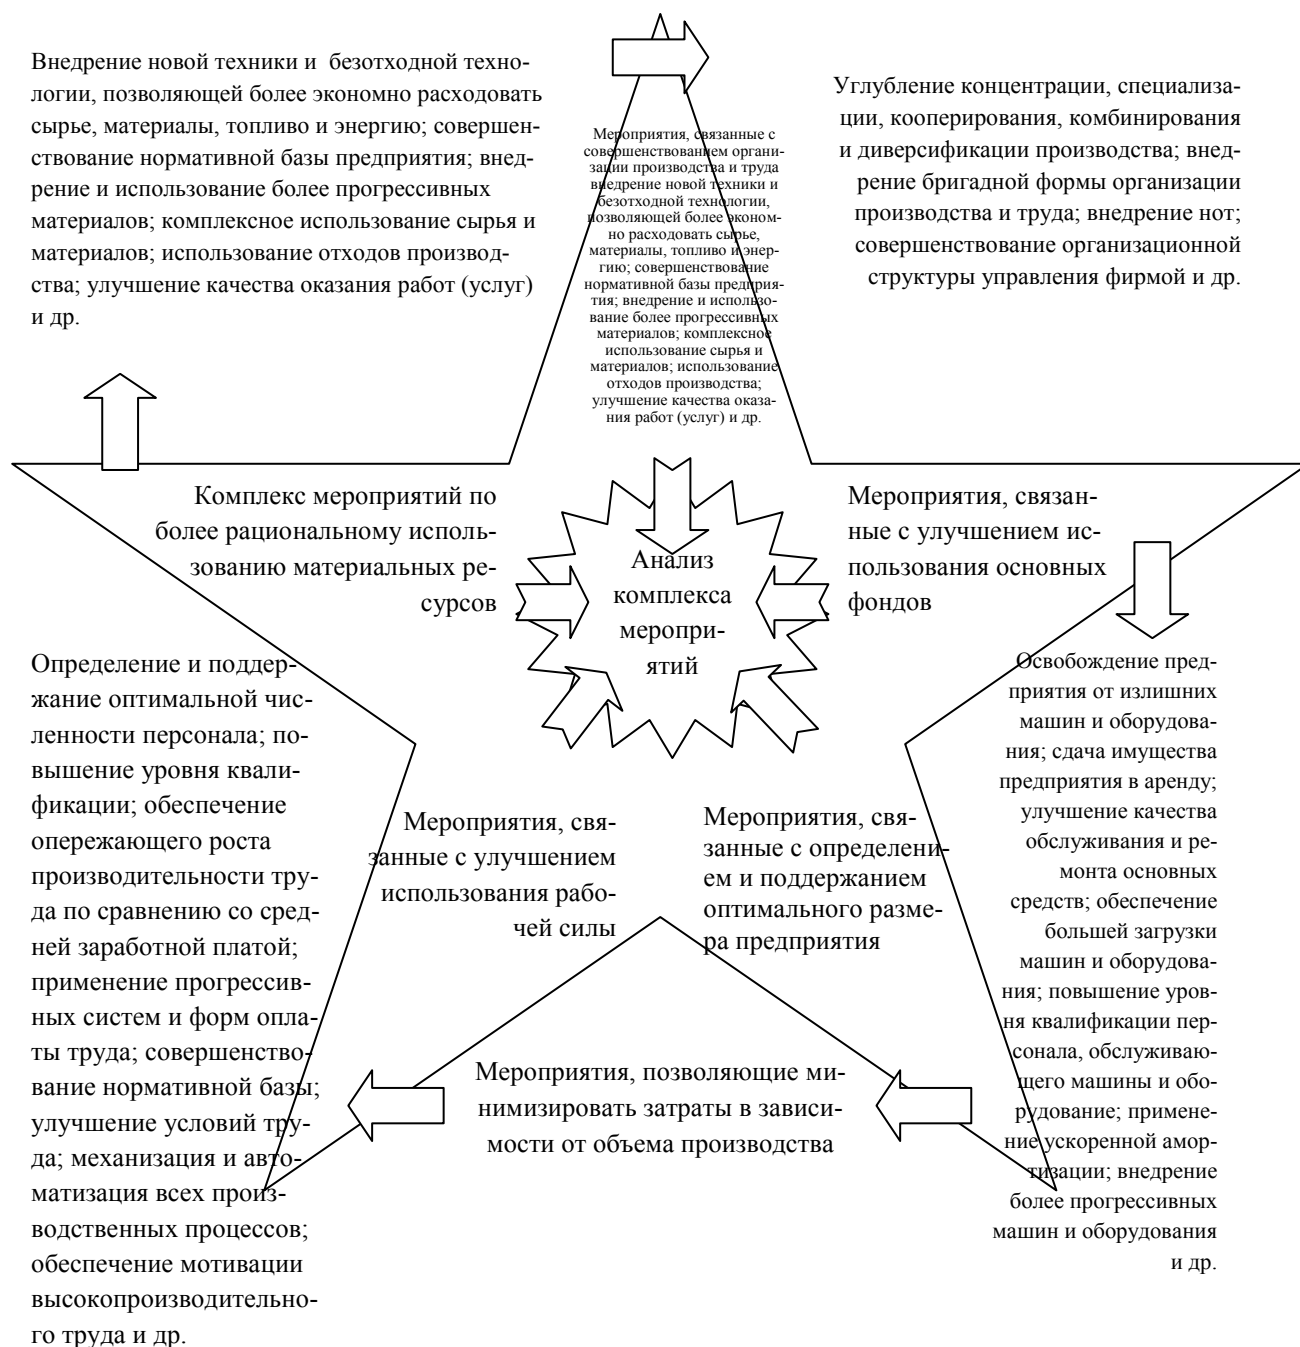 Внедрение новой техники и  безотходной техно-
логии, позволяющей более экономно расходовать
сырье, материалы, топливо и энергию; совершен-
ствование нормативной базы предприятия; внед-
рение и использование более прогрессивных
материалов; комплексное использование сырья и
материалов; использование отходов производ-
ства; улучшение качества оказания работ (услуг)
и др.
Мероприятия, связанные с
совершенствованием органи-
зации производства и труда
внедрение новой техники и
безотходной технологии,
позволяющей более эконом-
но расходовать сырье,
материалы, топливо и энер-
гию; совершенствование
нормативной базы предприя-
тия; внедрение и использо-
вание более прогрессивных
материалов; комплексное
использование сырья и
материалов; использование
отходов производства;
улучшение качества оказа-
ния работ (услуг) и др.
Углубление концентрации, специализа-
ции, кооперирования, комбинирования
и диверсификации производства; внед-
рение бригадной формы организации
производства и труда; внедрение нот;
совершенствование организационной
структуры управления фирмой и др.
Комплекс мероприятий по
более рациональному исполь-
зованию материальных ре-
сурсов
Анализ
комплекса
меропри-
ятий
Мероприятия, связан-
ные с улучшением ис-
пользования основных
фондов
Определение и поддер-
жание оптимальной чис-
ленности персонала; по-
вышение уровня квали-
фикации; обеспечение
опережающего роста
производительности тру-
да по сравнению со сред-
ней заработной платой;
применение прогрессив-
ных систем и форм опла-
ты труда; совершенство-
вание нормативной базы;
улучшение условий тру-
да; механизация и авто-
матизация всех произ-
водственных процессов;
обеспечение мотивации
высокопроизводительно-
го труда и др.
Мероприятия, свя-
занные с улучшением
использования рабо-
чей силы
Мероприятия, свя-
занные с определени-
ем и поддержанием
оптимального разме-
ра предприятия
Освобождение пред-
приятия от излишних
машин и оборудова-
ния; сдача имущества
предприятия в аренду;
улучшение качества
обслуживания и ре-
монта основных
средств; обеспечение
большей загрузки
машин и оборудова-
ния; повышение уров-
ня квалификации пер-
сонала, обслуживаю-
щего машины и обо-
рудование; примене-
ние ускоренной амор-
тизации; внедрение
более прогрессивных
машин и оборудования
и др.
Мероприятия, позволяющие ми-
нимизировать затраты в зависи-
мости от объема производства